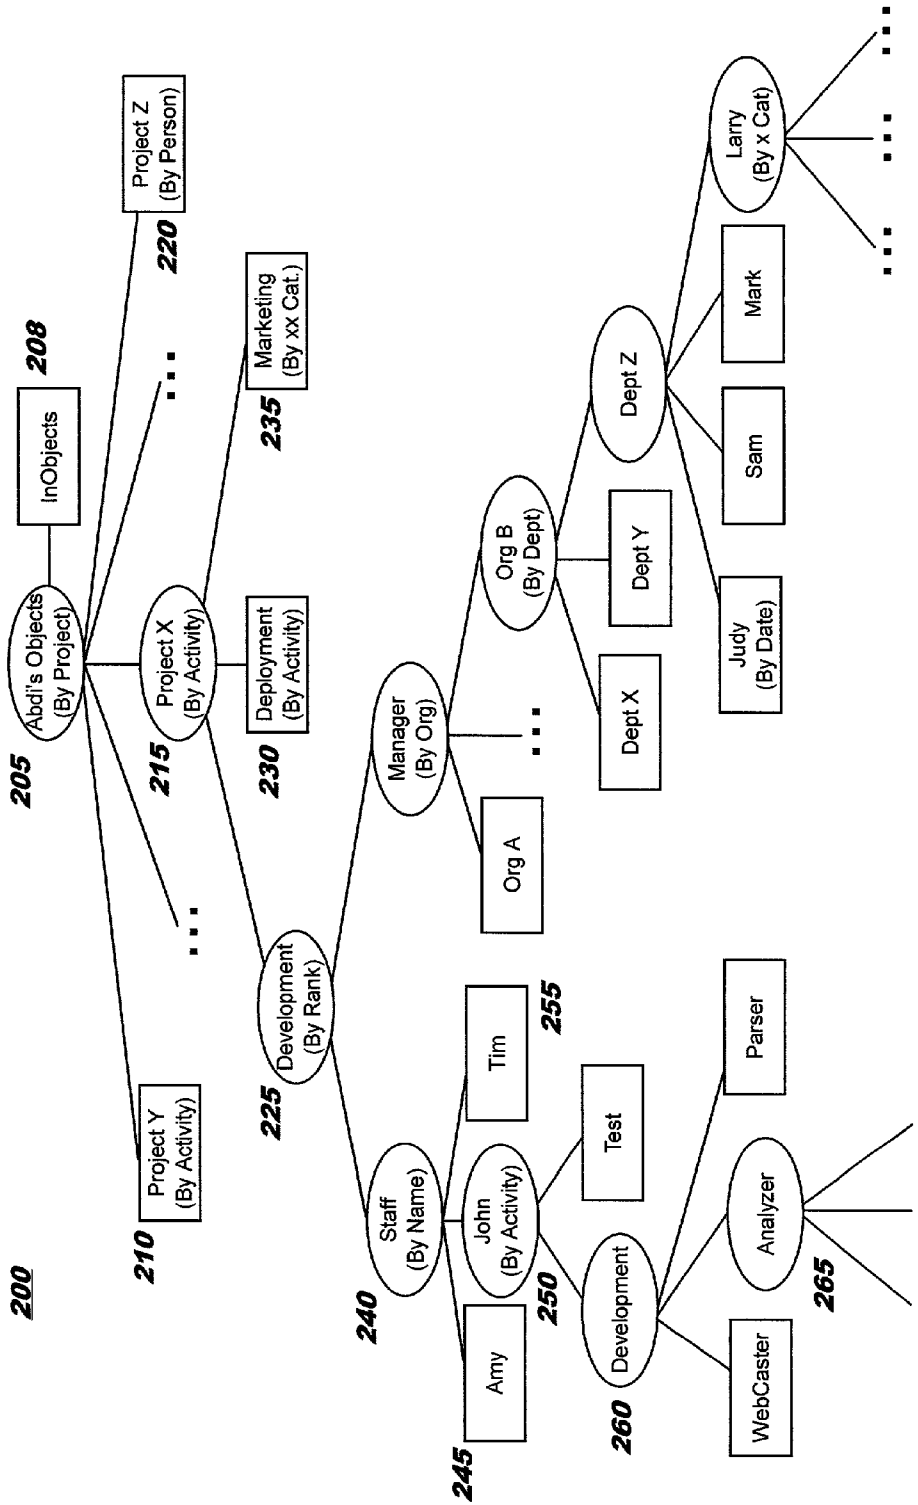 200
205
Abdi's Objects
(By Project)
InObjects
208
210
Project Y
(By Activity)
...
215
Project X
(By Activity)
...
220
Project Z
(By Person)
225
Development
(By Rank)
230
Deployment
(By Activity)
235
Marketing
(By xx Cat.)
240
Staff
(By Name)
Manager
(By Org)
245
Amy
John
(By Activity)
250
Tim
255
Org A
...
Org B
(By Dept)
260
Development
Test
Dept X
Dept Y
Dept Z
WebCaster
Analyzer
265
Parser
Judy
(By Date)
Sam
Mark
Larry
(By x Cat)
...
...
...